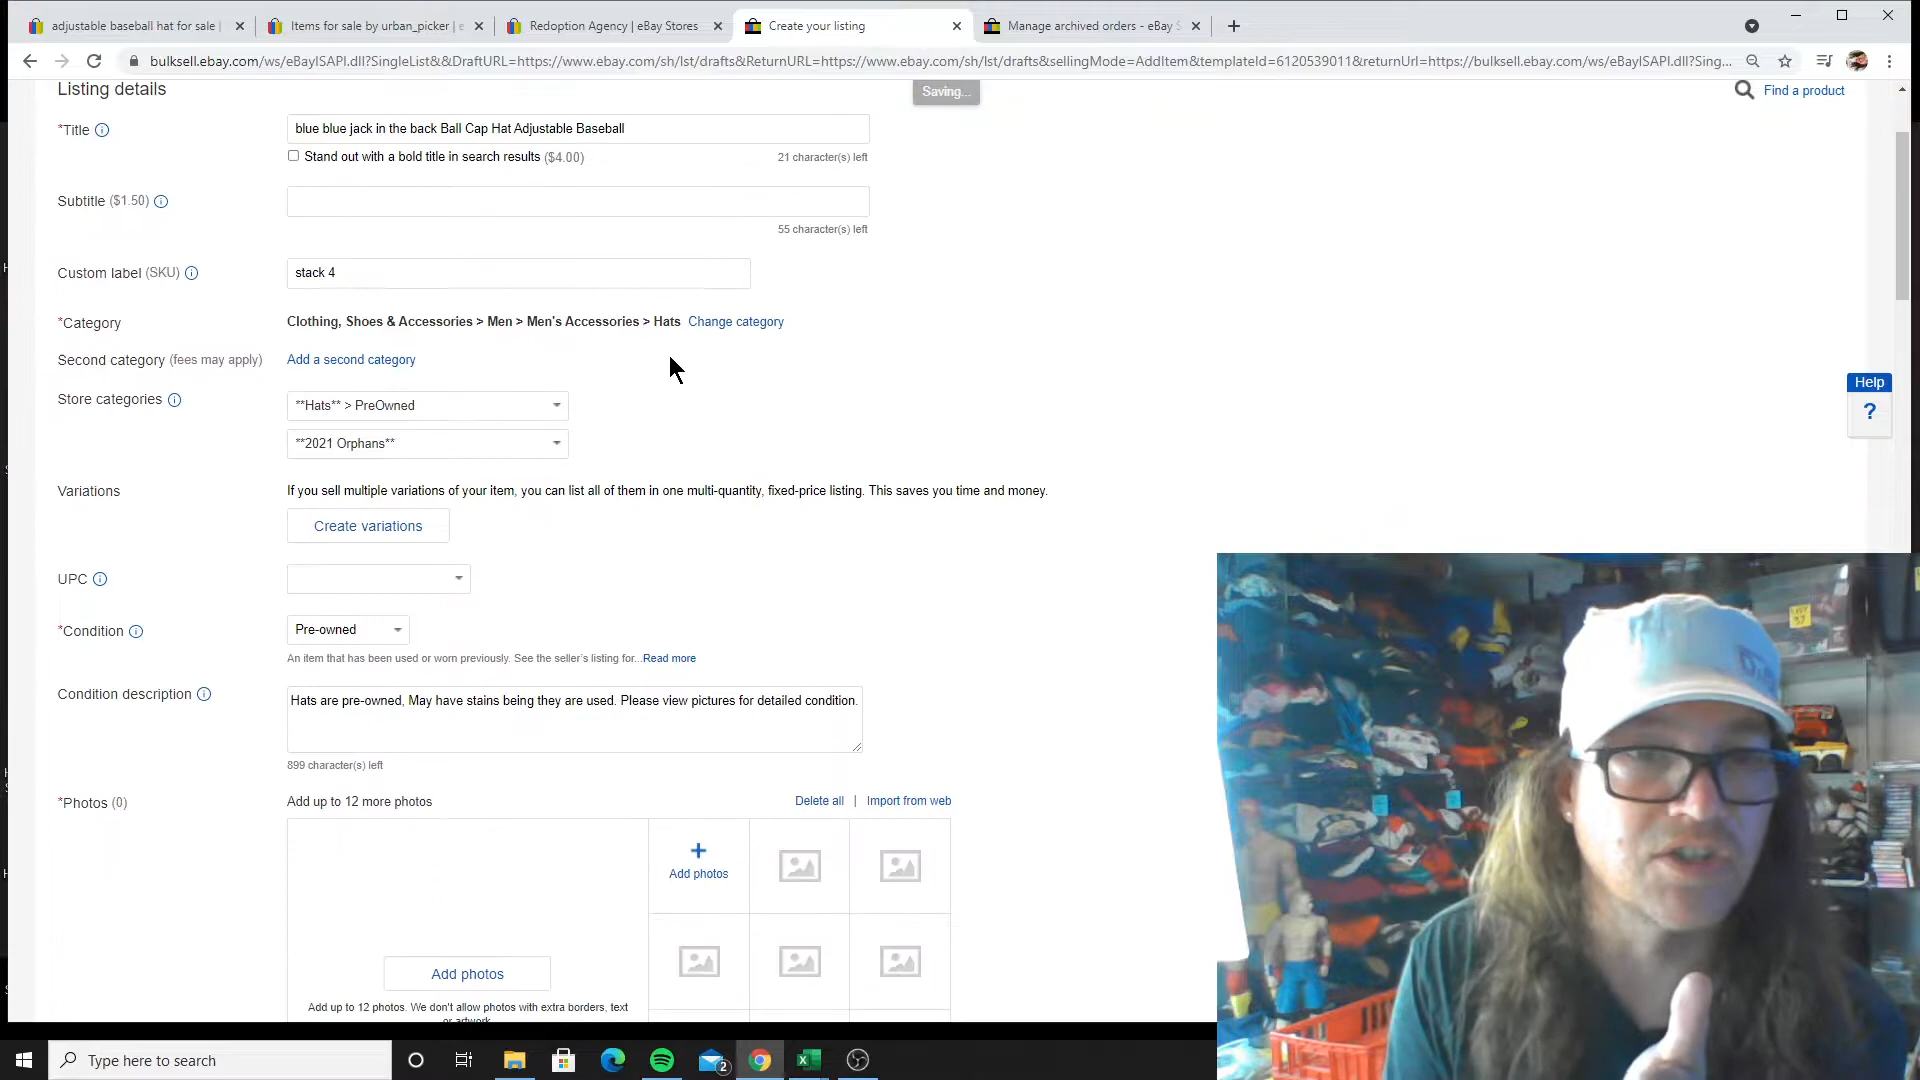 adjustable baseball hat for sale |
Items for sale by urban_picker | e
Redoption Agency | eBay Stores
Create your listing
Manage archived orders - eBay S
bulksell.ebay.com/ws/eBayISAPI.dll?SingleList&&DraftURL=https://www.ebay.com/sh/lst/drafts&ReturnURL=https://www.ebay.com/sh/lst/drafts&sellingMode=AddItem&templateId=6120539011&returnUrl=https://bulksell.ebay.com/ws/eBayISAPI.dll?Sing...
Listing details
Saving...
Find a product
*Title
blue blue jack in the back Ball Cap Hat Adjustable Baseball
Stand out with a bold title in search results ($4.00)
21 character(s) left
Subtitle ($1.50)
55 character(s) left
Custom label (SKU)
stack 4
*Category
Clothing, Shoes & Accessories > Men > Men's Accessories > Hats Change category
Second category (fees may apply)
Add a second category
Store categories
**Hats** > PreOwned
**2021 Orphans**
Help
?
Variations
If you sell multiple variations of your item, you can list all of them in one multi-quantity, fixed-price listing. This saves you time and money.
Create variations
UPC
*Condition
Pre-owned
An item that has been used or worn previously. See the seller's listing for...Read more
Condition description
Hats are pre-owned, May have stains being they are used. Please view pictures for detailed condition.
899 character(s) left
*Photos (0)
Add up to 12 more photos
Delete all | Import from web
+
Add photos
Add photos
Add up to 12 photos. We don't allow photos with extra borders, text
or artwork.
Type here to search
2